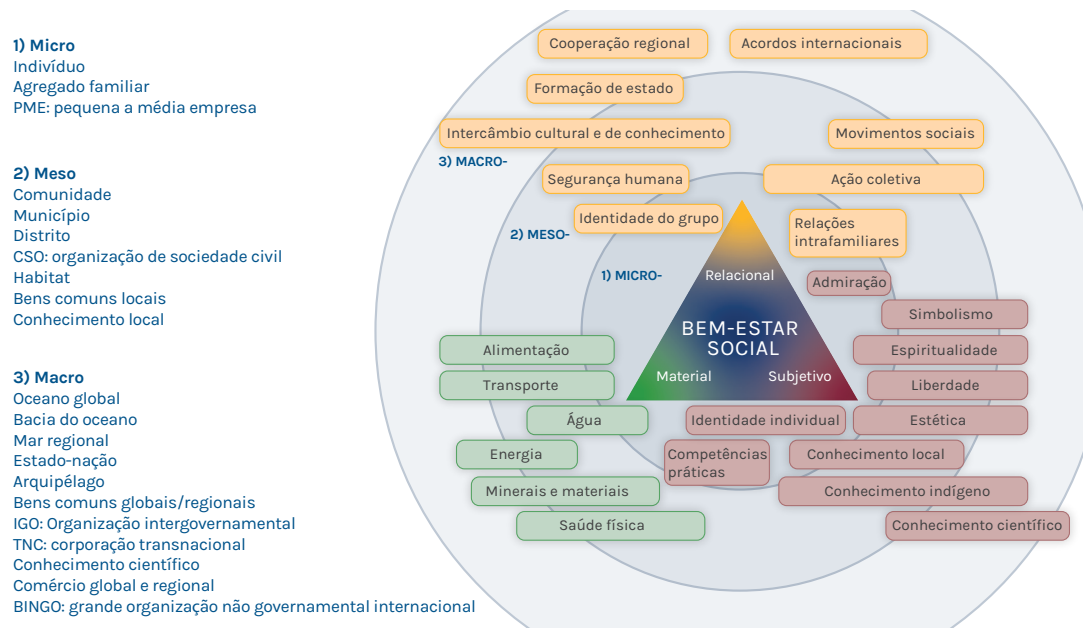 1) Micro
Indivíduo
Agregado familiar
PME: pequena a média empresa
2) Meso
Comunidade
Município
Distrito
CSO: organização de sociedade civil
Habitat
Bens comuns locais
Conhecimento local
3) Macro
Oceano global
Bacia do oceano
Mar regional
Estado-nação
Arquipélago
Bens comuns globais/regionais
IGO: Organização intergovernamental
TNC: corporação transnacional
Conhecimento científico
Comércio global e regional
BINGO: grande organização não governamental internacional
Cooperação regional
Acordos internacionais
Formação de estado
Intercâmbio cultural e de conhecimento
Movimentos sociais
3) MACRO-
Segurança humana
Ação coletiva
Identidade do grupo
Relações
intrafamiliares
2) MESO-
1) MICRO-
Relacional
Admiração
Simbolismo
BEM-ESTAR
SOCIAL
Alimentação
Espiritualidade
Material
Subjetivo
Transporte
Liberdade
Água
Identidade individual
Estética
Energia
Competências
práticas
Conhecimento local
Minerais e materiais
Conhecimento indígeno
Saúde física
Conhecimento científico